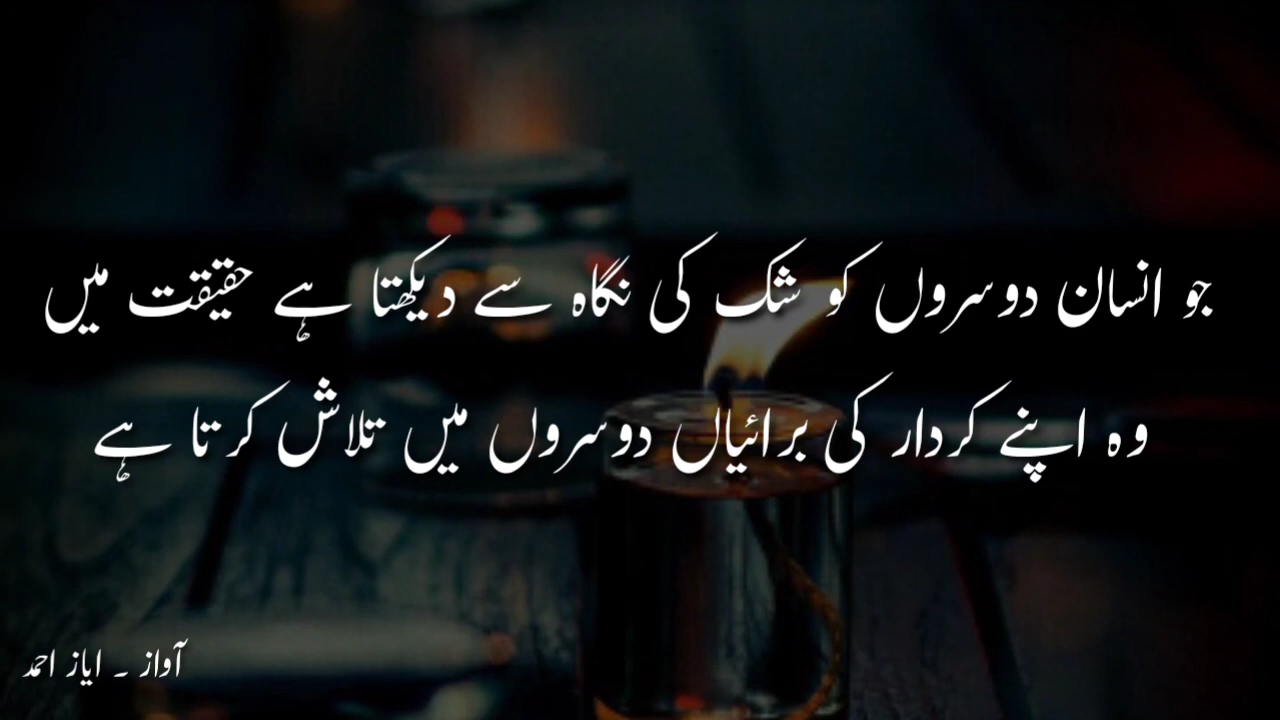 جو انسان دوسروں کو شک کی نگاہ سے دیکھتا ہے حقیقت میں
وہ اپنے کردار کی برائیاں دوسروں میں تلاش کرتا ہے
آواز ۔ ایاز احمد